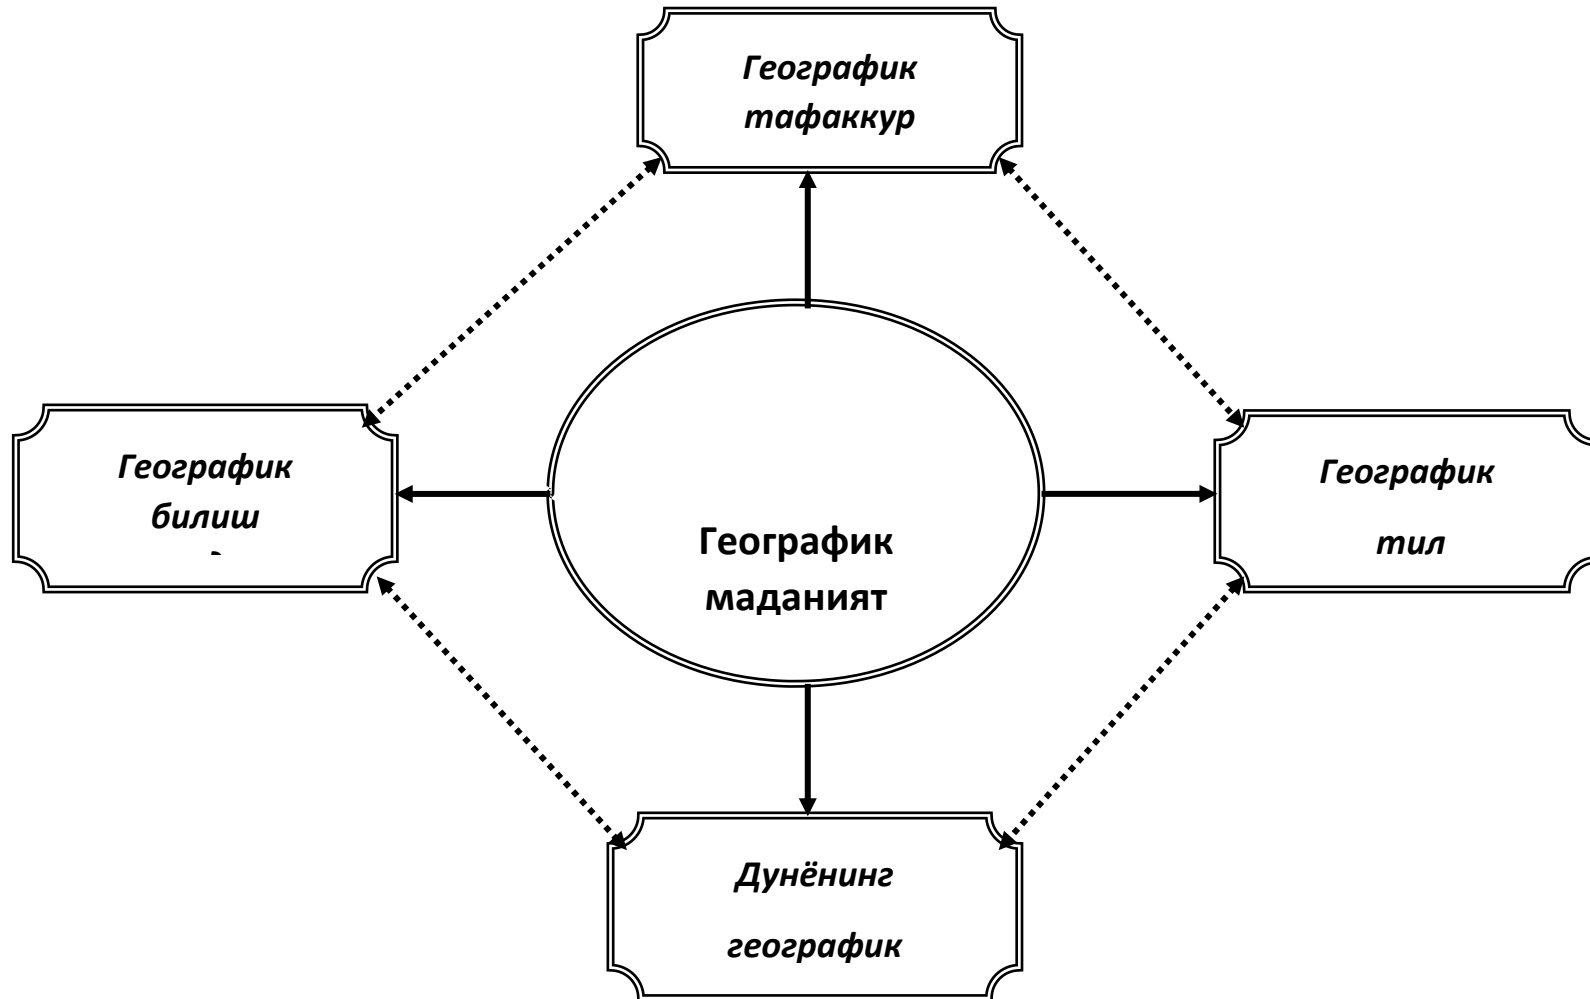 Географик
тафаккур
Географик
билиш
Географик
маданият
Географик
тил
Дунёнинг
географик